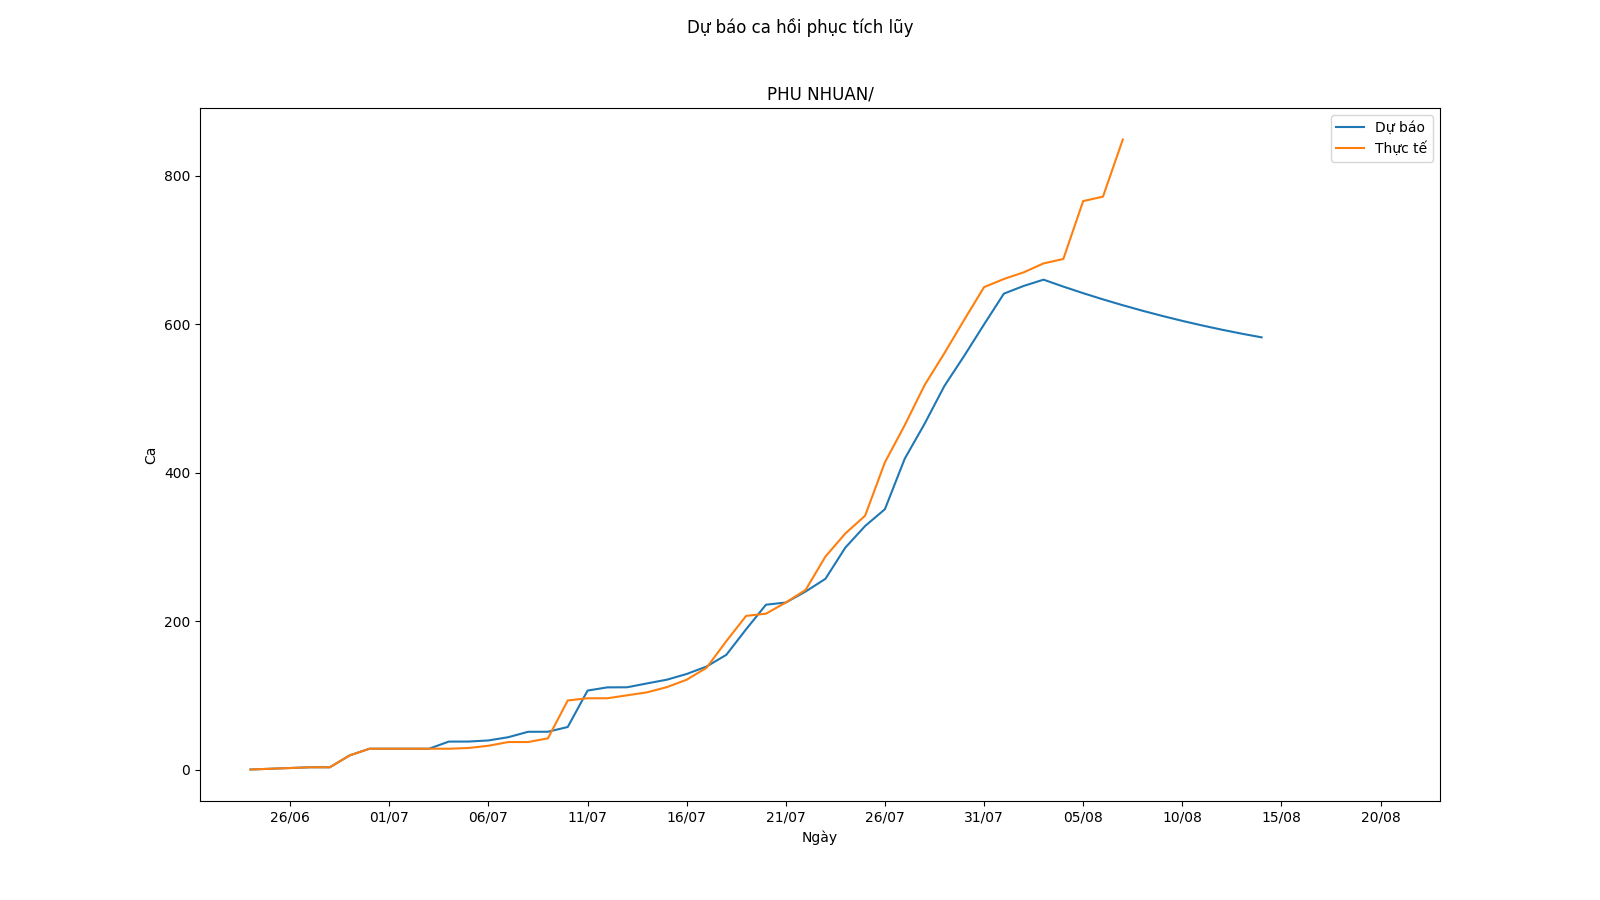 Dự báo ca hồi phục tích lũy
PHU NHUAN/
Dự báo
Thực tế
800
600
400
200
0
Ca
26/06 01/07 06/07 11/07 16/07 21/07 26/07 31/07 05/08 10/08 15/08 20/08
Ngày